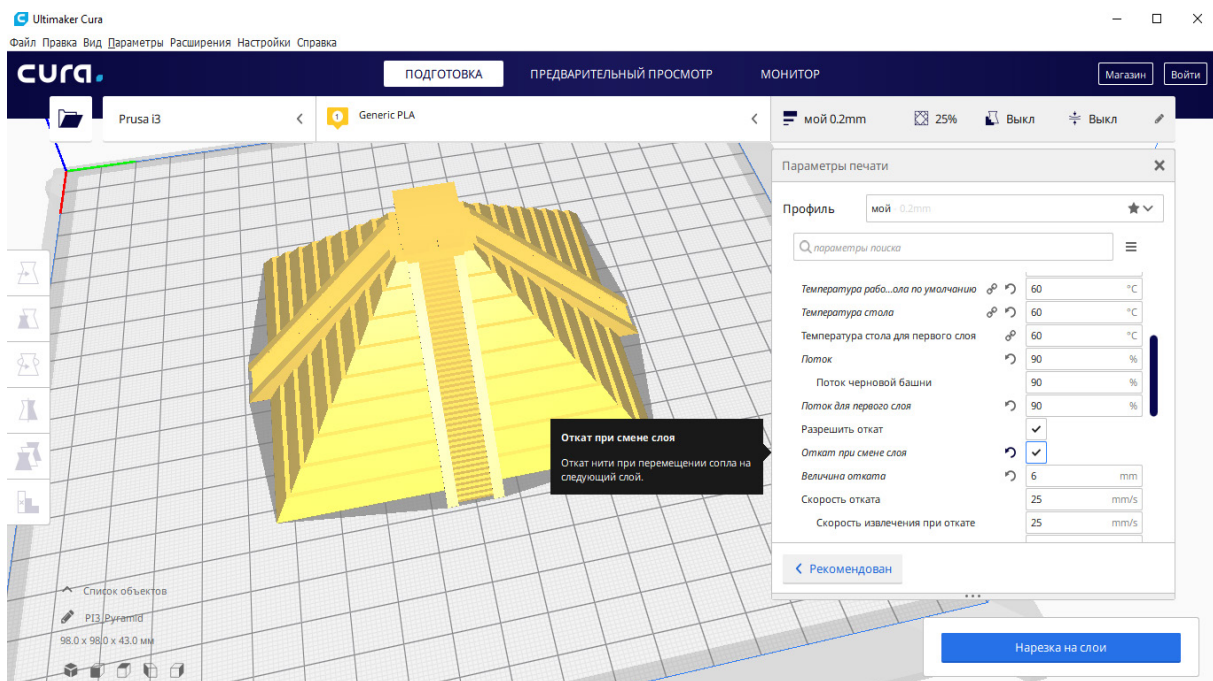 Ultimaker Cura
Файл Правка Вид Параметры Расширения Настройки Справка
cura.
ПОДГОТОВКА
ПРЕДВАРИТЕЛЬНЫЙ ПРОСМОТР
МОНИТОР
Магазин
Войти
Prusa i3
1
Generic PLA
мой 0.2mm
25%
Выкл
Выкл
Параметры печати
Профиль
мой 0.2mm
параметры поиска
Температура рабо...ола по умолчанию 60 °C
Температура стола 60 °C
Температура стола для первого слоя 60 °C
Поток 90 %
Поток черновой башни 90 %
Поток для первого слоя 90 %
Разрешить откат
Откат при смене слоя
Величина отката 6 mm
Скорость отката 25 mm/s
Скорость извлечения при откате 25 mm/s
Откат при смене слоя
Откат нити при перемещении сопла на
следующий слой.
Рекомендован
Список объектов
PI3_Pyramid
98.0 x 98.0 x 43.0 мм
Нарезка на слои